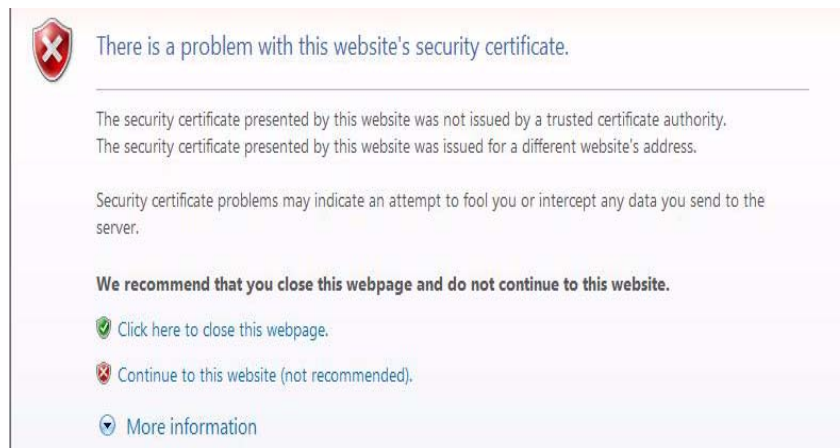 There is a problem with this website's security certificate.
The security certificate presented by this website was not issued by a trusted certificate authority.
The security certificate presented by this website was issued for a different website's address.
Security certificate problems may indicate an attempt to fool you or intercept any data you send to the
server.
We recommend that you close this webpage and do not continue to this website.
Click here to close this webpage.
Continue to this website (not recommended).
More information